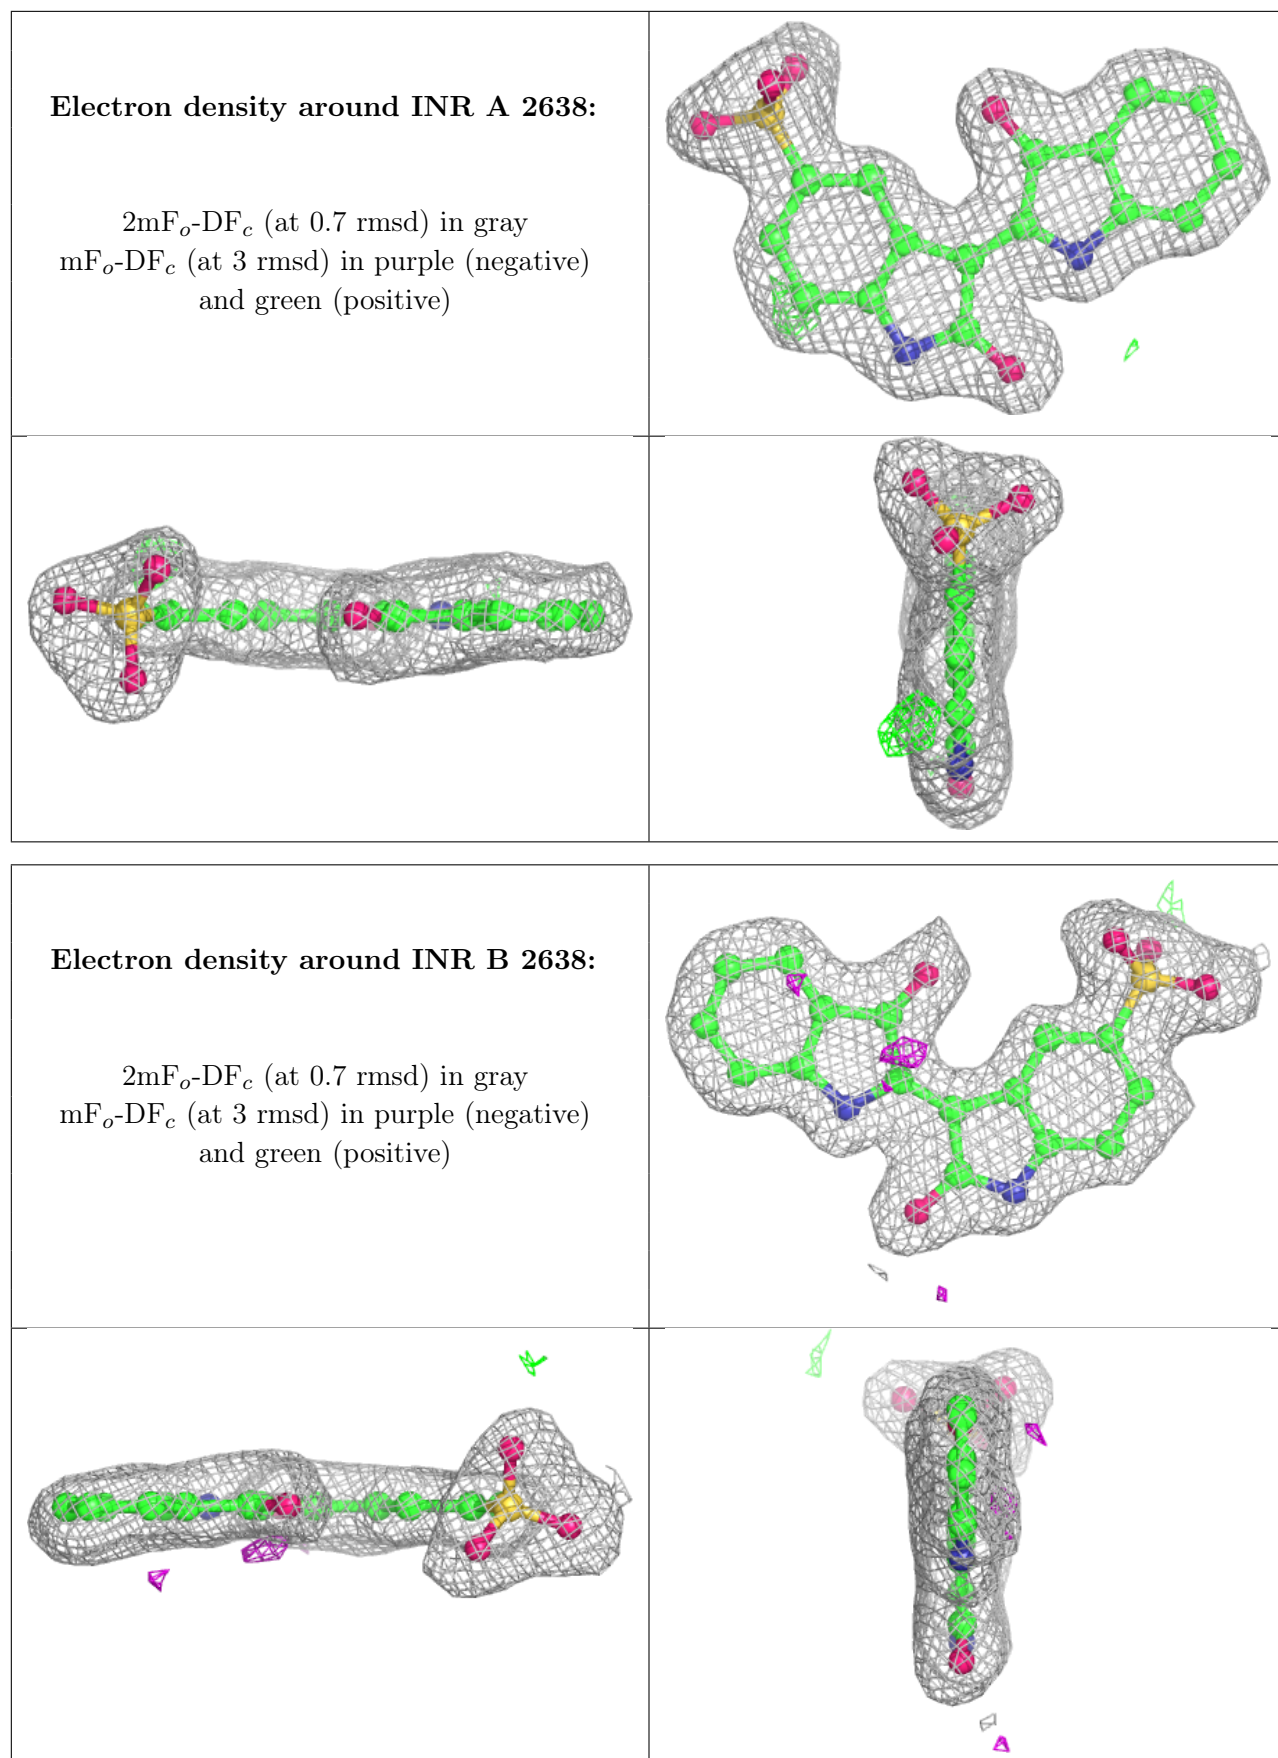 Electron density around INR A 2638:
2mFo-DFc (at 0.7 rmsd) in gray
mFo-DFc (at 3 rmsd) in purple (negative)
and green (positive)
Electron density around INR B 2638:
2mFo-DFc (at 0.7 rmsd) in gray
mFo-DFc (at 3 rmsd) in purple (negative)
and green (positive)